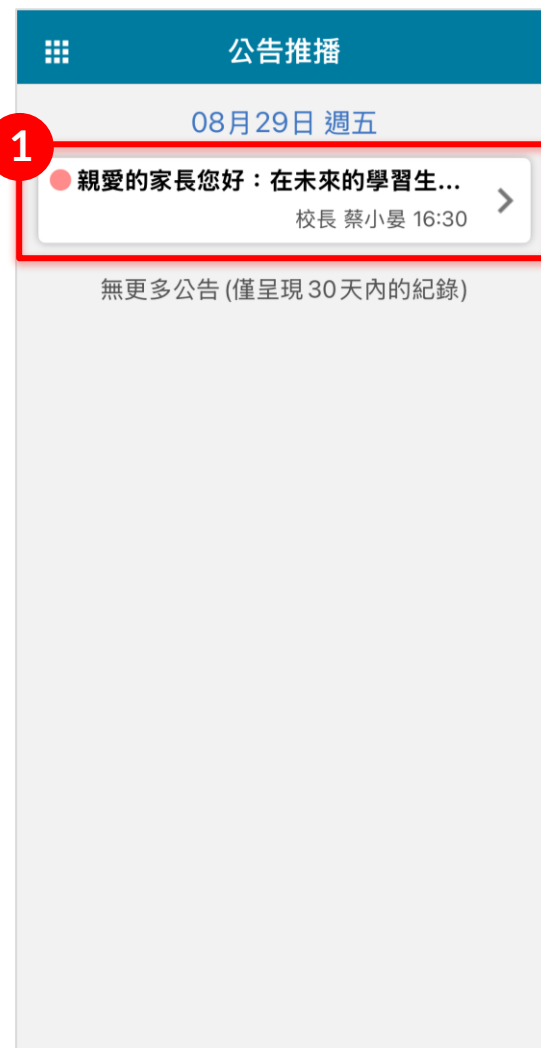 公告推播
08月29日 週五
1
親愛的家長您好：在未來的學習生...
校長 蔡小晏 16:30
無更多公告 (僅呈現 30 天內的紀錄)